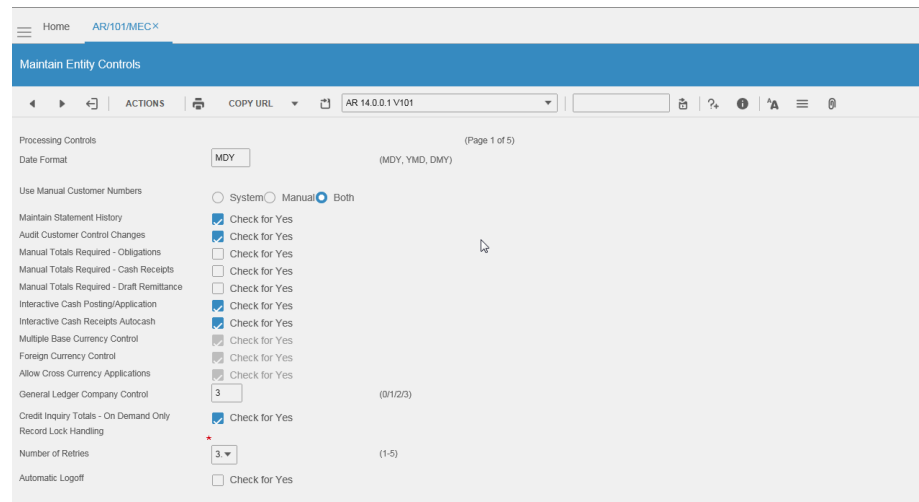 Home AR/101/MEC×
Maintain Entity Controls
ACTIONS COPY URL AR 14.0.0.1 V101
Processing Controls (Page 1 of 5)
Date Format MDY (MDY, YMD, DMY)
Use Manual Customer Numbers System Manual Both
Maintain Statement History Check for Yes
Audit Customer Control Changes Check for Yes
Manual Totals Required - Obligations Check for Yes
Manual Totals Required - Cash Receipts Check for Yes
Manual Totals Required - Draft Remittance Check for Yes
Interactive Cash Posting/Application Check for Yes
Interactive Cash Receipts Autocash Check for Yes
Multiple Base Currency Control Check for Yes
Foreign Currency Control Check for Yes
Allow Cross Currency Applications Check for Yes
General Ledger Company Control 3 (0/1/2/3)
Credit Inquiry Totals - On Demand Only Check for Yes
Record Lock Handling
*
Number of Retries 3. (1-5)
Automatic Logoff Check for Yes